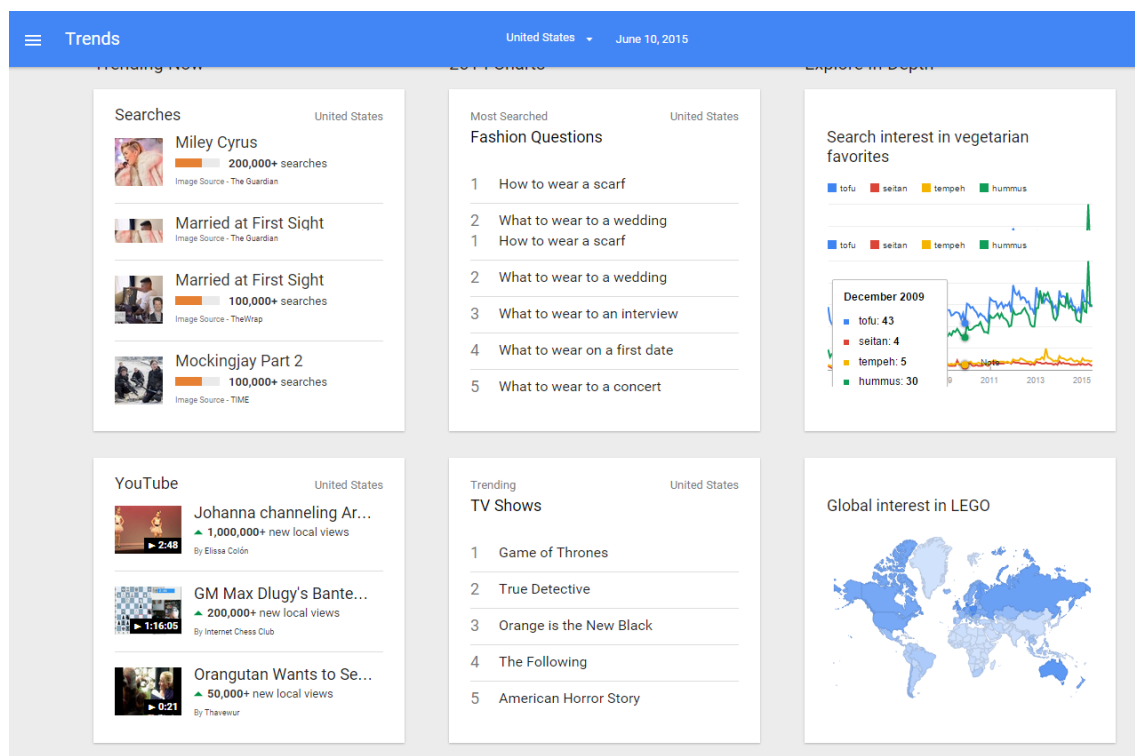 Trends
United States
June 10, 2015
Trending Now
2014 Charts
Explore in Depth
Searches
United States
Miley Cyrus
200,000+ searches
Image Source - The Guardian
Married at First Sight
Image Source - The Guardian
Married at First Sight
100,000+ searches
Image Source - TheWrap
Mockingjay Part 2
100,000+ searches
Image Source - TIME
Most Searched
United States
Fashion Questions
1 How to wear a scarf
2 What to wear to a wedding
1 How to wear a scarf
2 What to wear to a wedding
3 What to wear to an interview
4 What to wear on a first date
5 What to wear to a concert
Search interest in vegetarian
favorites
tofu seitan tempeh hummus
tofu seitan tempeh hummus
December 2009
tofu: 43
seitan: 4
tempeh: 5
hummus: 30
Note
9 2011 2013 2015
YouTube
United States
Johanna channeling Ar...
1,000,000+ new local views
By Elissa Colón
2:48
GM Max Dlugy's Bante...
200,000+ new local views
By Internet Chess Club
1:16:05
Orangutan Wants to Se...
50,000+ new local views
By Thavewur
0:21
Trending
United States
TV Shows
1 Game of Thrones
2 True Detective
3 Orange is the New Black
4 The Following
5 American Horror Story
Global interest in LEGO